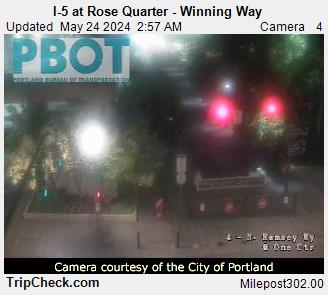 I-5 at Rose Quarter - Winning Way
Updated May 24 2024 2:57 AM Camera 4
PBOT
PORTLAND BUREAU OF TRANSPORTATION
4 - N. Ramsey Wy
@ One Ctr
Camera courtesy of the City of Portland
TripCheck.com Milepost302.00